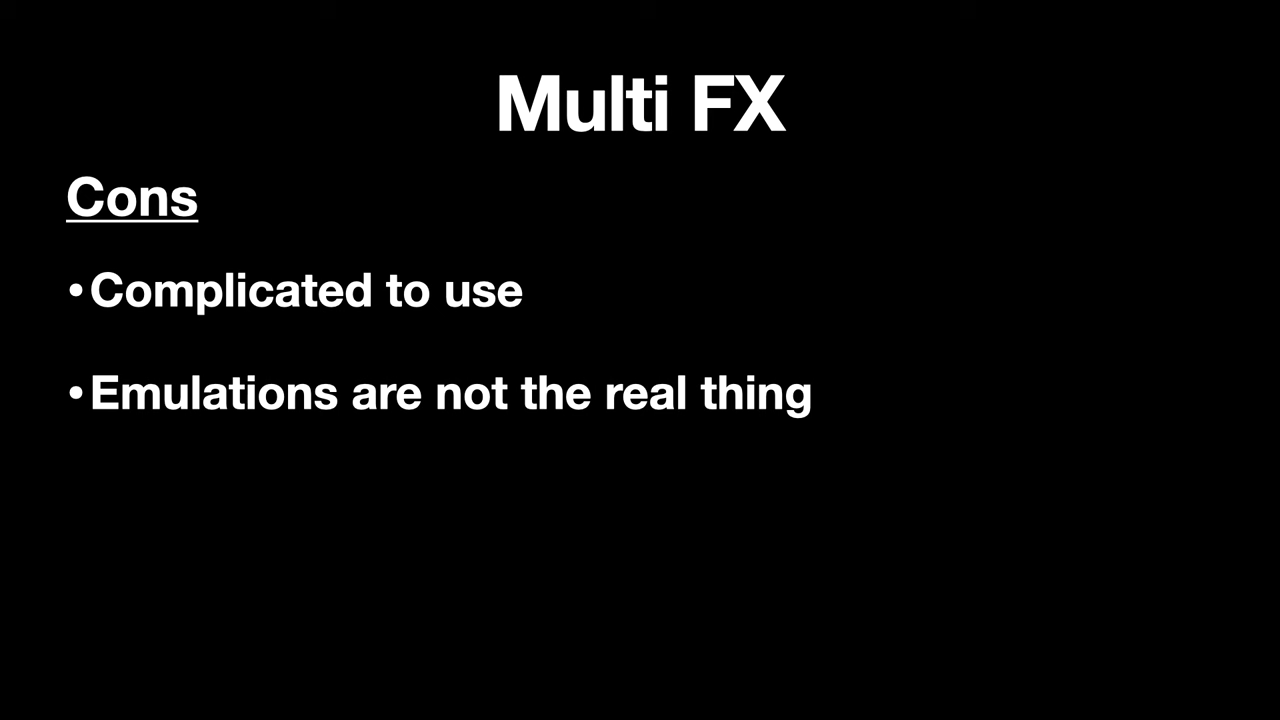 Multi FX
Cons
•Complicated to use
•Emulations are not the real thing